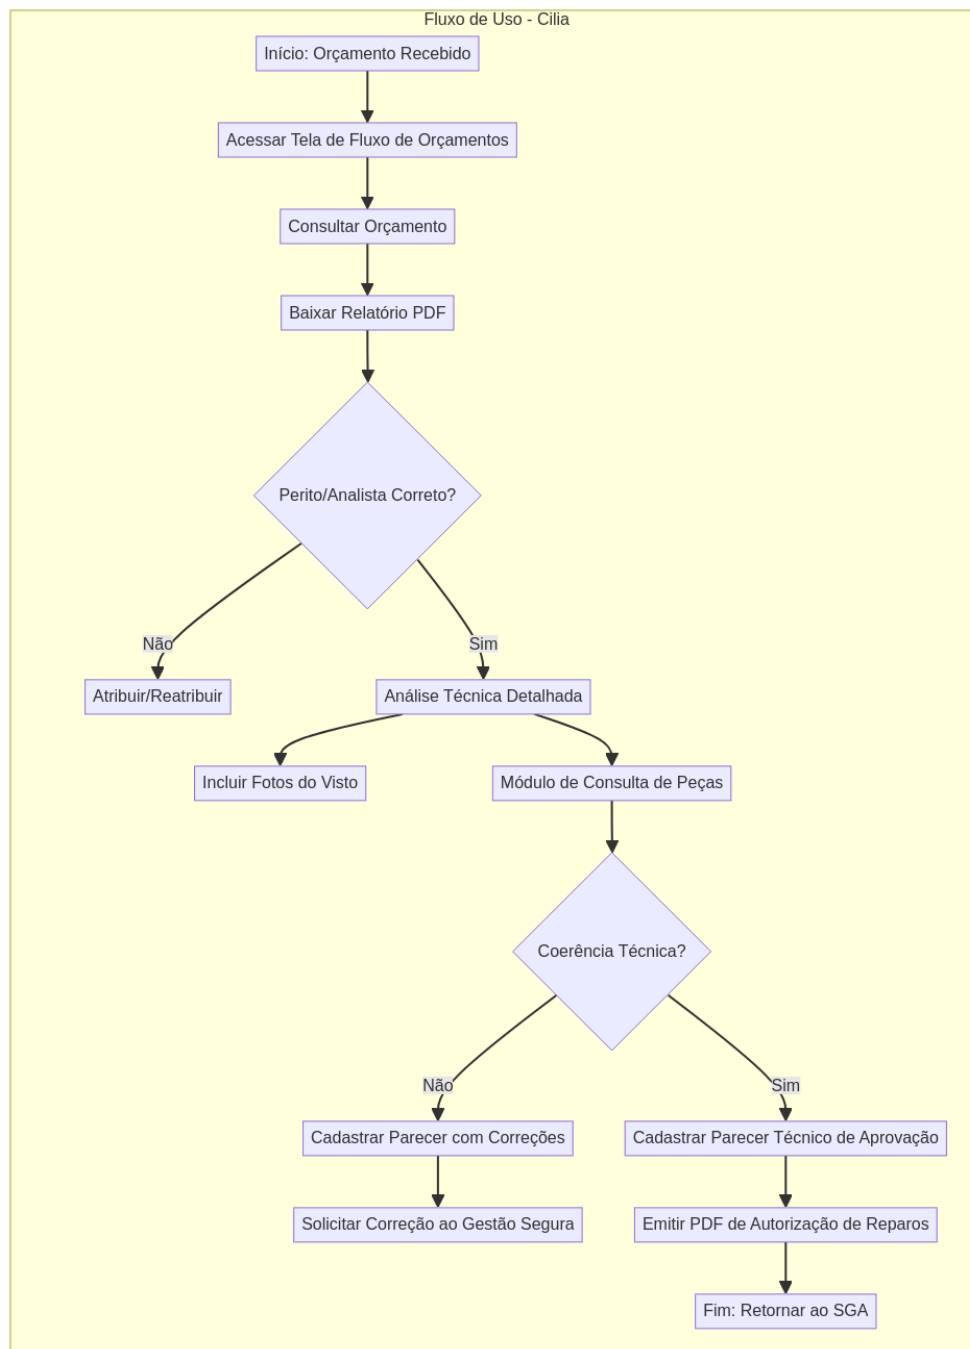 Fluxo de Uso - Cilia
Início: Orçamento Recebido
Acessar Tela de Fluxo de Orçamentos
Consultar Orçamento
Baixar Relatório PDF
Perito/Analista Correto?
Não
Sim
Atribuir/Reatribuir
Análise Técnica Detalhada
Incluir Fotos do Visto
Módulo de Consulta de Peças
Coerência Técnica?
Não
Sim
Cadastrar Parecer com Correções
Cadastrar Parecer Técnico de Aprovação
Solicitar Correção ao Gestão Segura
Emitir PDF de Autorização de Reparos
Fim: Retornar ao SGA